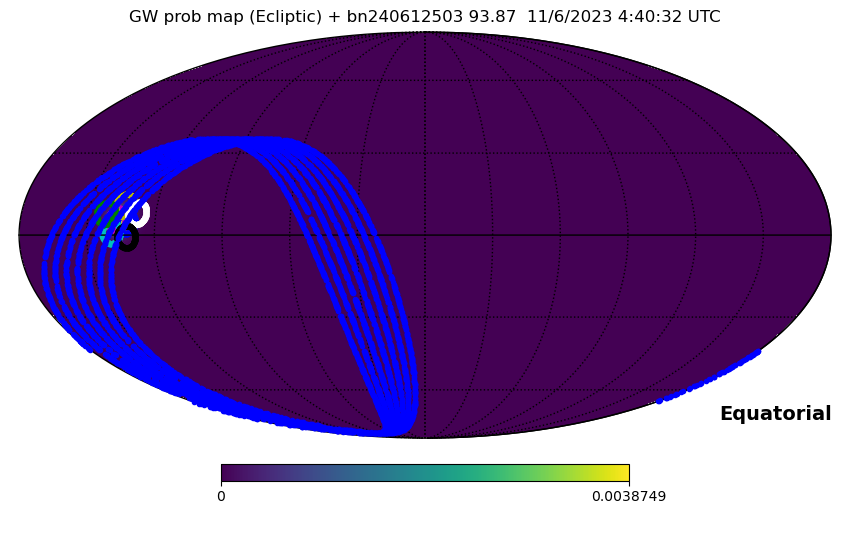 GW prob map (Ecliptic) + bn240612503 93.87  11/6/2023 4:40:32 UTC
Equatorial
0
0.0038749